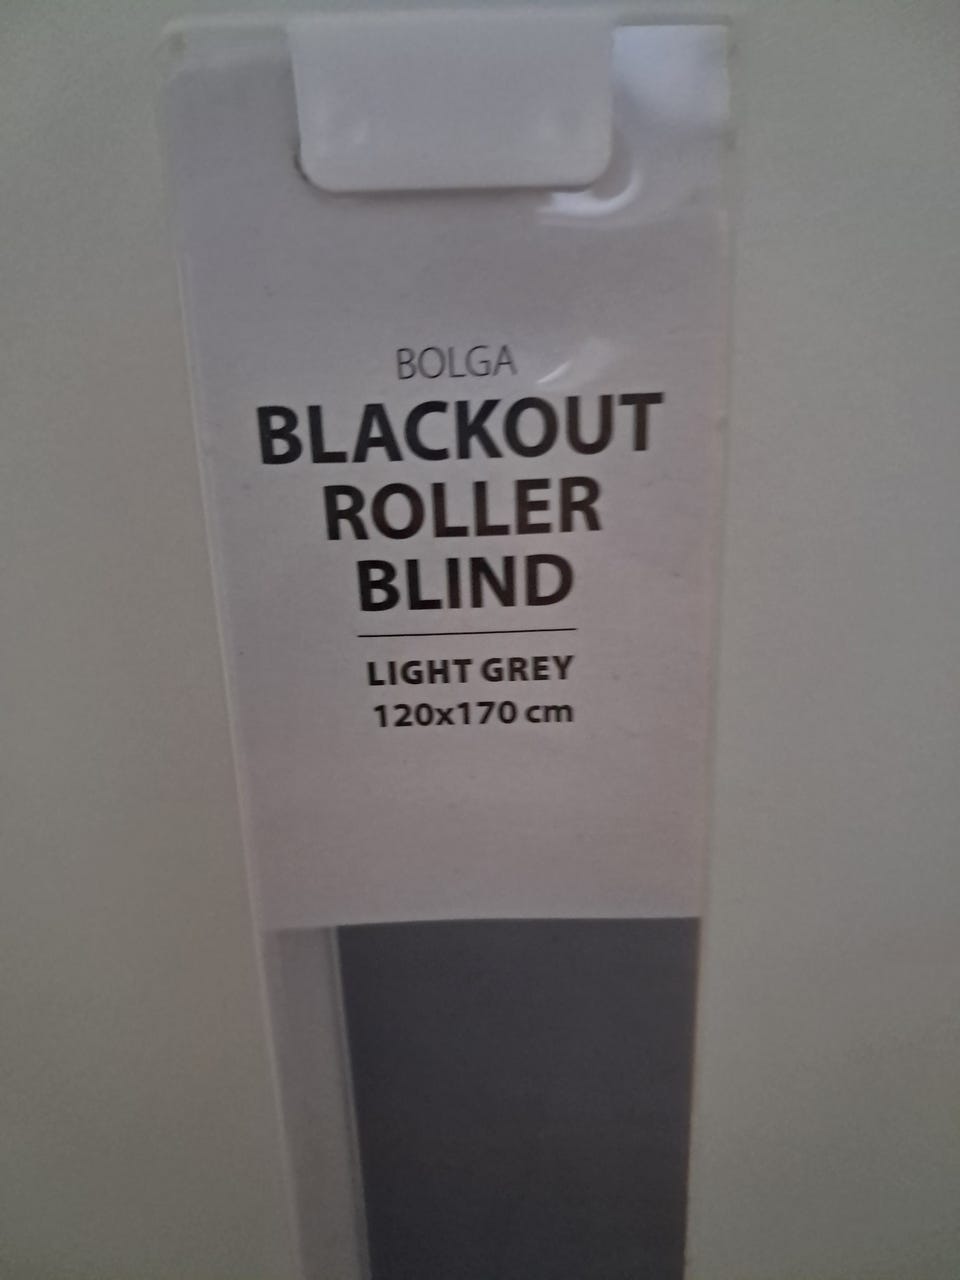 BOLGA
BLACKOUT
ROLLER
BLIND
LIGHT GREY
120x170 cm